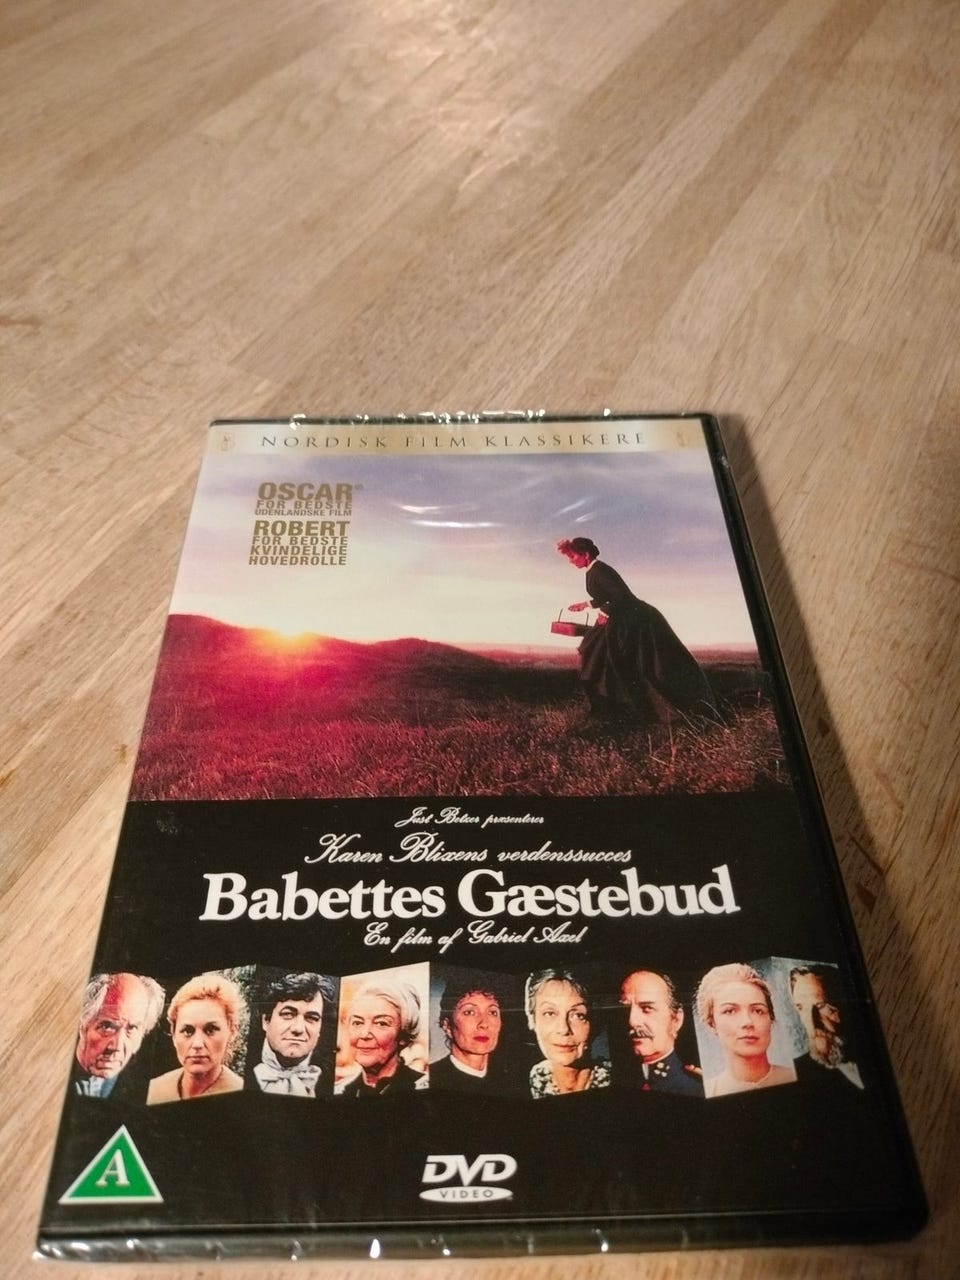 NORDISK FILM KLASSIKERE
OSCAR®
FOR BEDSTE
UDENLANDSKE FILM
ROBERT
FOR BEDSTE
KVINDELIGE
HOVEDROLLE
Just Betzer præsenterer
Karen Blixens verdenssucces
Babettes Gæstebud
En film af Gabriel Axel
A
DVD
VIDEO